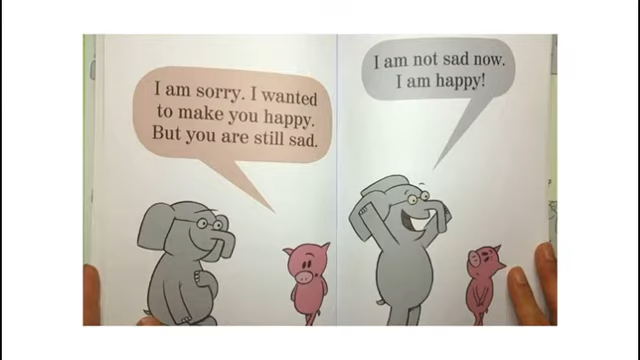 I am sorry. I wanted
to make you happy.
But you are still sad.
I am not sad now.
I am happy!